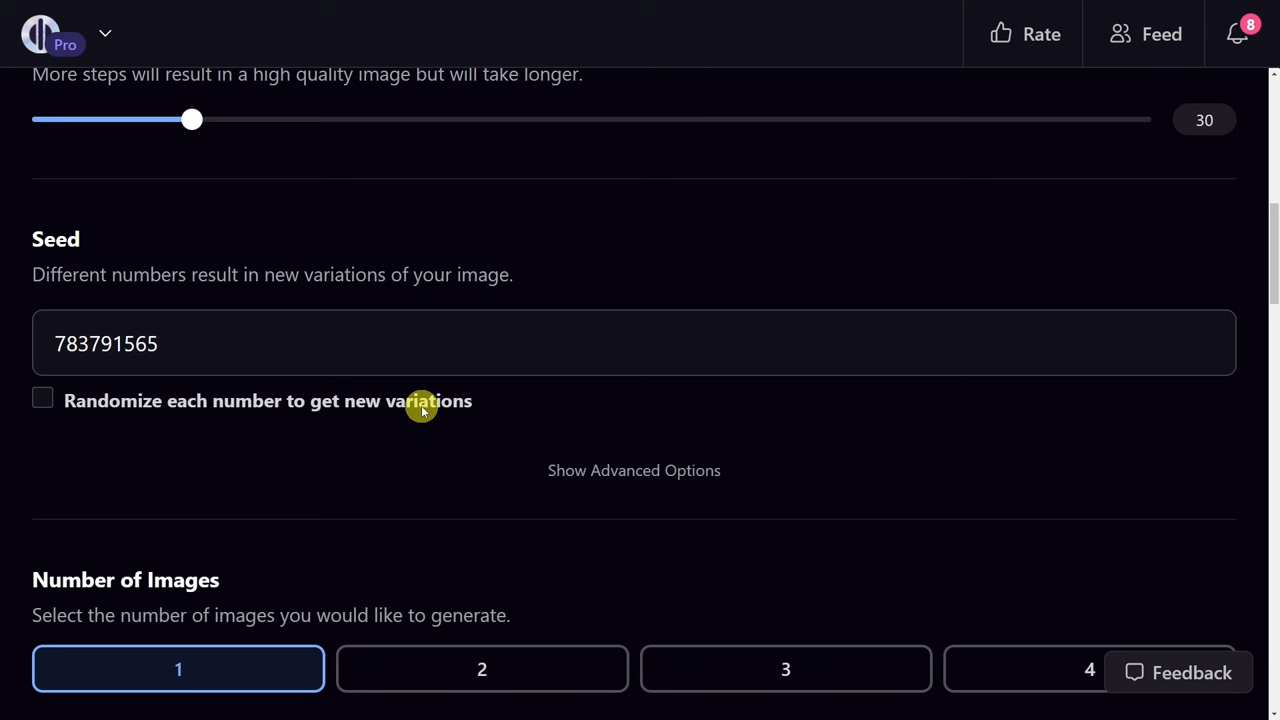 Pro
Rate
Feed
8
More steps will result in a high quality image but will take longer.
30
Seed
Different numbers result in new variations of your image.
783791565
Randomize each number to get new variations
Show Advanced Options
Number of Images
Select the number of images you would like to generate.
1 2 3 4
Feedback